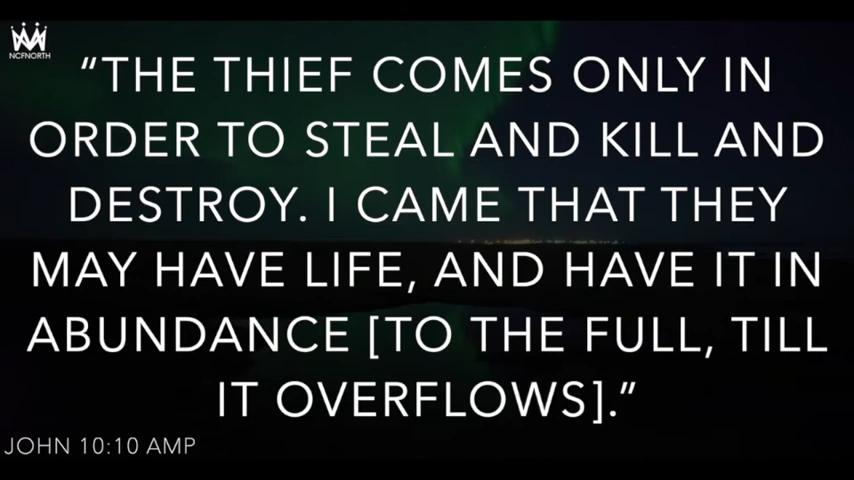 NCFNORTH
“THE THIEF COMES ONLY IN
ORDER TO STEAL AND KILL AND
DESTROY. I CAME THAT THEY
MAY HAVE LIFE, AND HAVE IT IN
ABUNDANCE [TO THE FULL, TILL
IT OVERFLOWS].”
JOHN 10:10 AMP